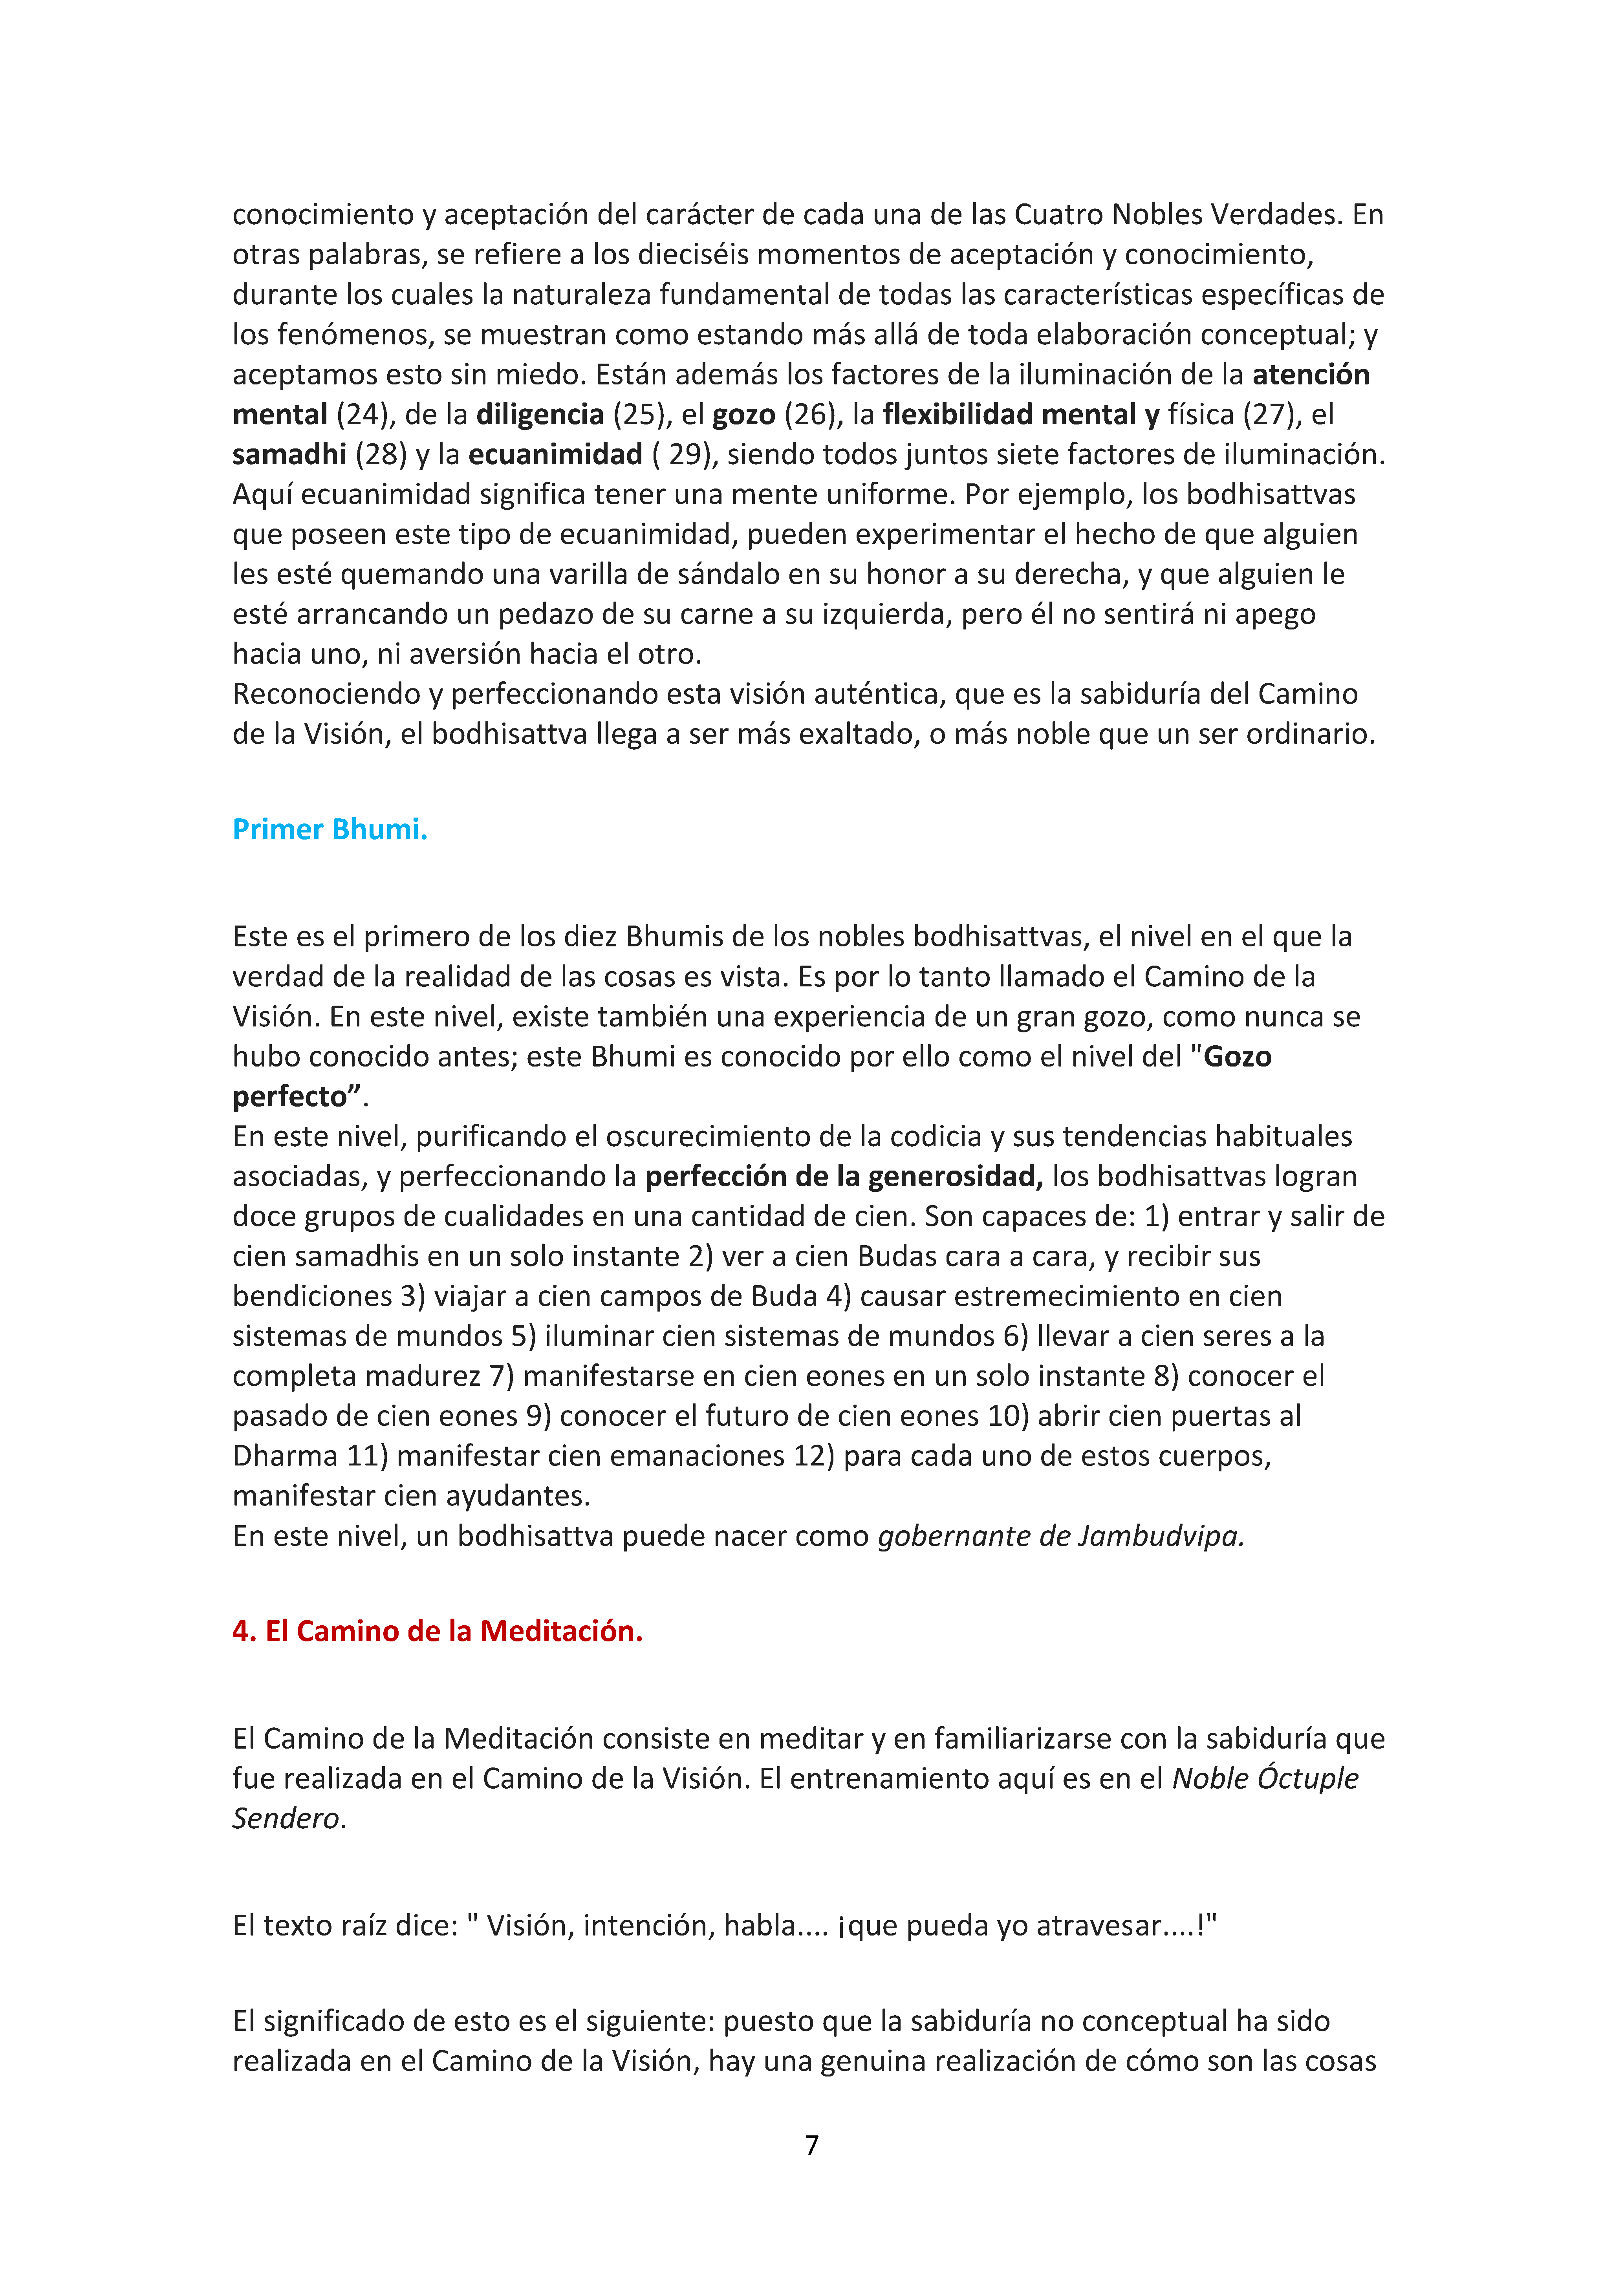 conocimiento y aceptación del carácter de cada una de las Cuatro Nobles Verdades. En
otras palabras, se refiere a los dieciséis momentos de aceptación y conocimiento,
durante los cuales la naturaleza fundamental de todas las características específicas de
los fenómenos, se muestran como estando más allá de toda elaboración conceptual; y
aceptamos esto sin miedo. Están además los factores de la iluminación de la atención
mental (24), de la diligencia (25), el gozo (26), la flexibilidad mental y física (27), el
samadhi (28) y la ecuanimidad ( 29), siendo todos juntos siete factores de iluminación.
Aquí ecuanimidad significa tener una mente uniforme. Por ejemplo, los bodhisattvas
que poseen este tipo de ecuanimidad, pueden experimentar el hecho de que alguien
les esté quemando una varilla de sándalo en su honor a su derecha, y que alguien le
esté arrancando un pedazo de su carne a su izquierda, pero él no sentirá ni apego
hacia uno, ni aversión hacia el otro.
Reconociendo y perfeccionando esta visión auténtica, que es la sabiduría del Camino
de la Visión, el bodhisattva llega a ser más exaltado, o más noble que un ser ordinario.
Primer Bhumi.
Este es el primero de los diez Bhumis de los nobles bodhisattvas, el nivel en el que la
verdad de la realidad de las cosas es vista. Es por lo tanto llamado el Camino de la
Visión. En este nivel, existe también una experiencia de un gran gozo, como nunca se
hubo conocido antes; este Bhumi es conocido por ello como el nivel del "Gozo
perfecto”.
En este nivel, purificando el oscurecimiento de la codicia y sus tendencias habituales
asociadas, y perfeccionando la perfección de la generosidad, los bodhisattvas logran
doce grupos de cualidades en una cantidad de cien. Son capaces de: 1) entrar y salir de
cien samadhis en un solo instante 2) ver a cien Budas cara a cara, y recibir sus
bendiciones 3) viajar a cien campos de Buda 4) causar estremecimiento en cien
sistemas de mundos 5) iluminar cien sistemas de mundos 6) llevar a cien seres a la
completa madurez 7) manifestarse en cien eones en un solo instante 8) conocer el
pasado de cien eones 9) conocer el futuro de cien eones 10) abrir cien puertas al
Dharma 11) manifestar cien emanaciones 12) para cada uno de estos cuerpos,
manifestar cien ayudantes.
En este nivel, un bodhisattva puede nacer como gobernante de Jambudvipa.
4. El Camino de la Meditación.
El Camino de la Meditación consiste en meditar y en familiarizarse con la sabiduría que
fue realizada en el Camino de la Visión. El entrenamiento aquí es en el Noble Óctuple
Sendero.
El texto raíz dice: " Visión, intención, habla.... ¡que pueda yo atravesar....!"
El significado de esto es el siguiente: puesto que la sabiduría no conceptual ha sido
realizada en el Camino de la Visión, hay una genuina realización de cómo son las cosas
7